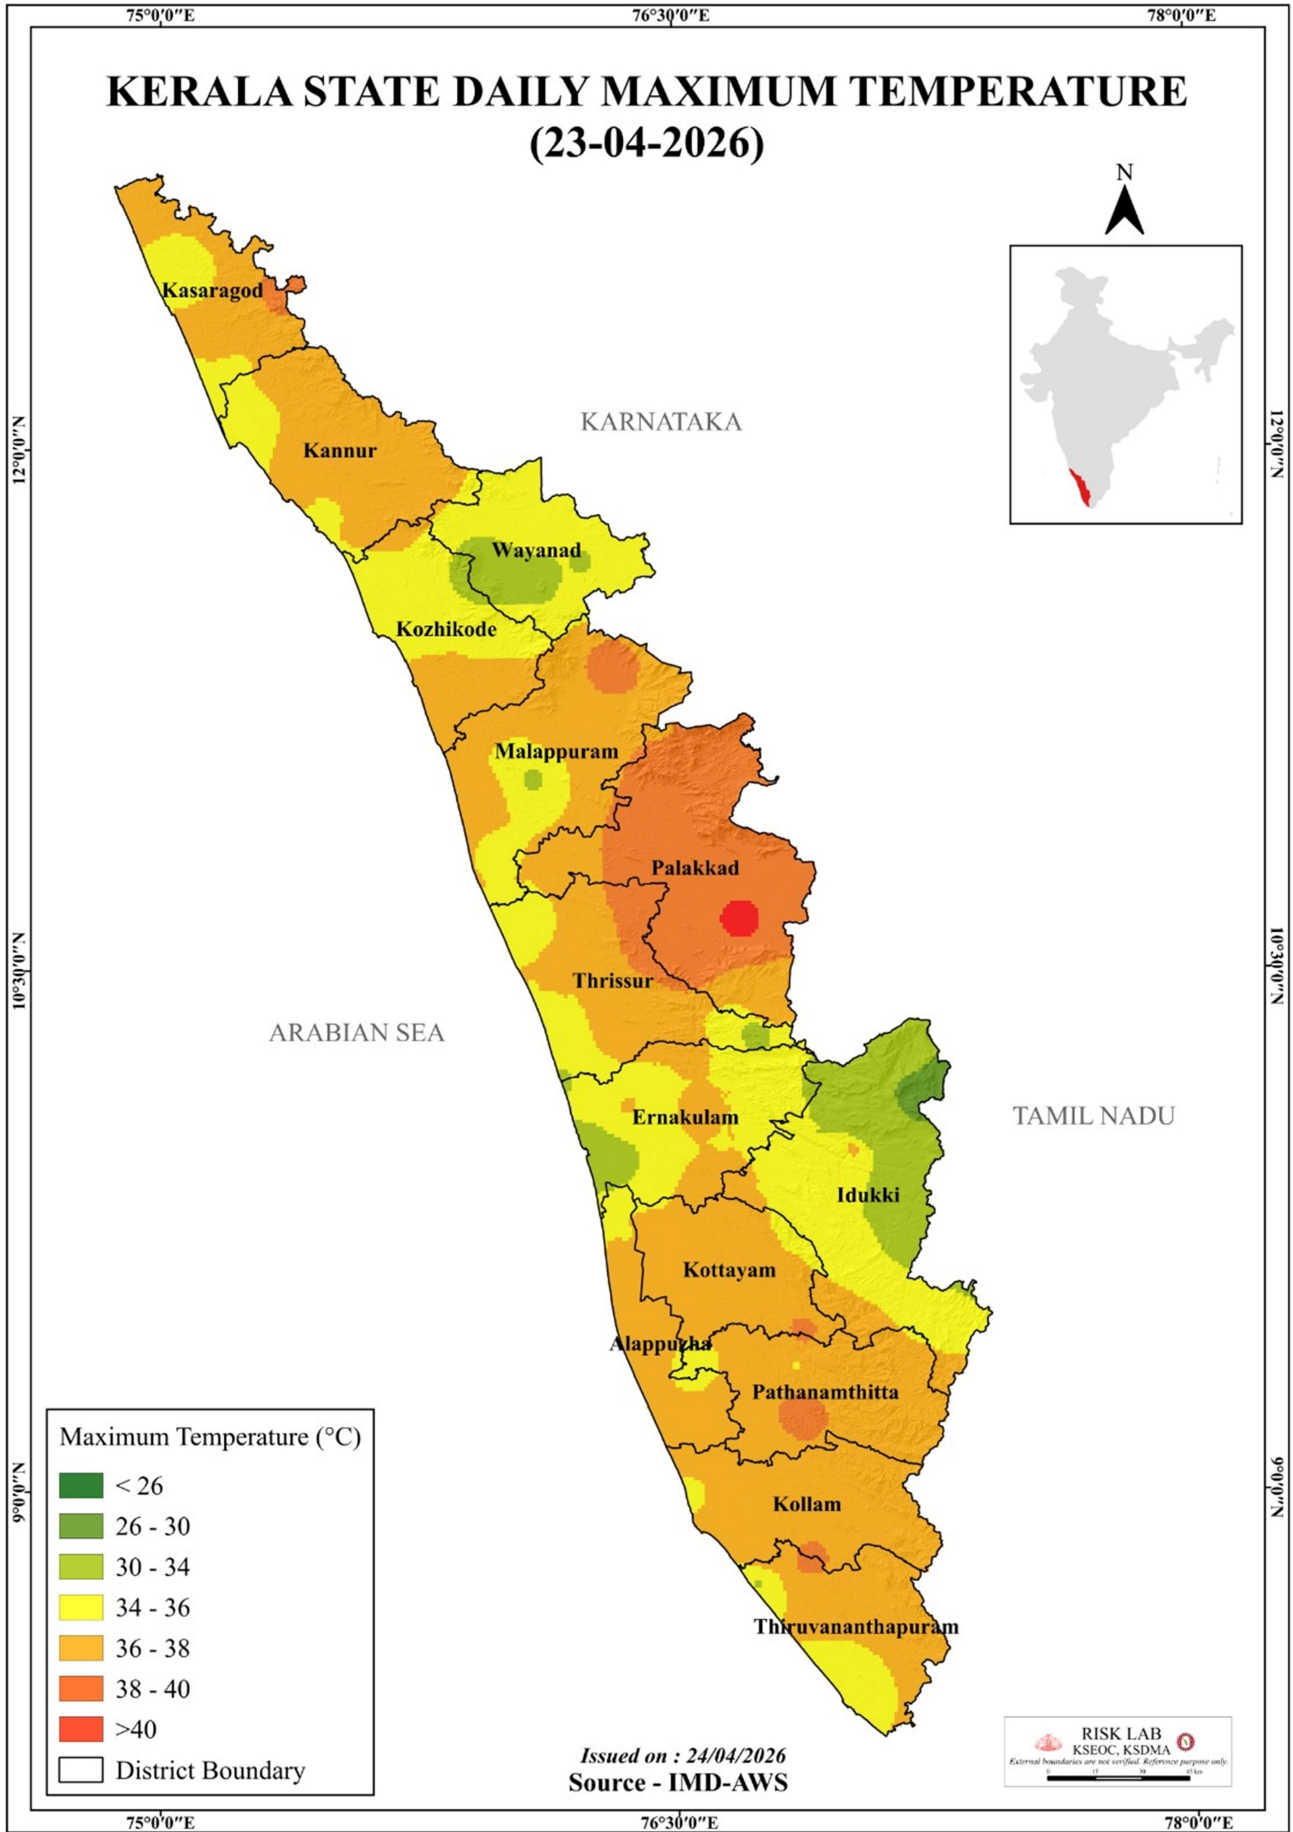 75°0'0"E
76°30'0"E
78°0'0"E
KERALA STATE DAILY MAXIMUM TEMPERATURE
(23-04-2026)
N
Kasaragod
KARNATAKA
12°0'0"N
12°0'0"N
Kannur
Wayanad
Kozhikode
Malappuram
Palakkad
10°30'0"N
10°30'0"N
Thrissur
ARABIAN SEA
TAMIL NADU
Ernakulam
Idukki
Kottayam
Alappuzha
Pathanamthitta
9°0'0"N
9°0'0"N
Kollam
Thiruvananthapuram
Maximum Temperature (°C)
< 26
26 - 30
30 - 34
34 - 36
36 - 38
38 - 40
>40
District Boundary
Issued on : 24/04/2026
Source - IMD-AWS
RISK LAB
KSEOC, KSDMA
External boundaries are not verified. Reference purpose only.
0 15 30 45 km
75°0'0"E
76°30'0"E
78°0'0"E